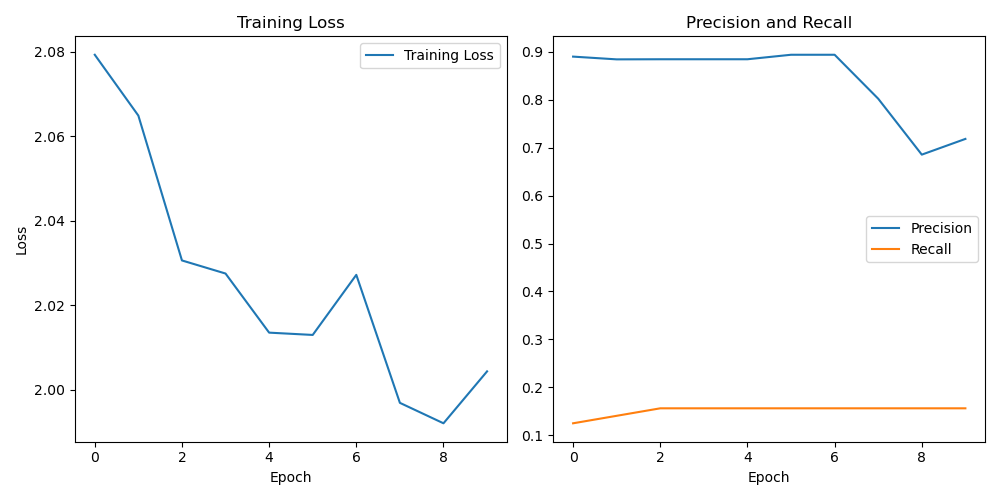 Training Loss
Training Loss
2.08
2.06
2.04
2.02
2.00
Loss
0 2 4 6 8
Epoch
Precision and Recall
0.9
0.8
0.7
0.6
0.5
0.4
0.3
0.2
0.1
Precision
Recall
0 2 4 6 8
Epoch